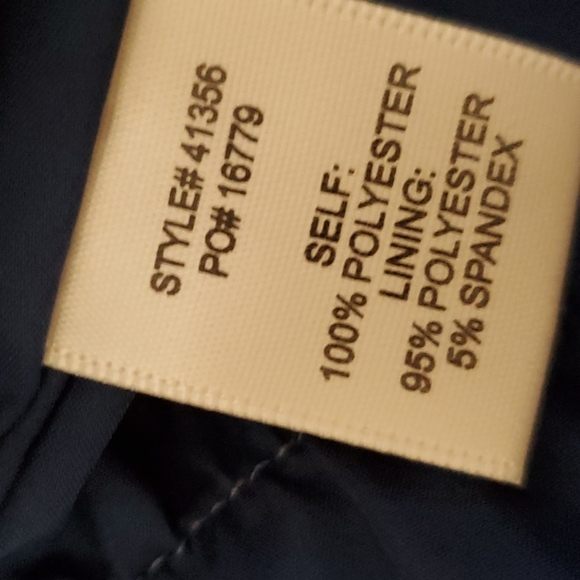 STYLE# 41356
PO# 16779
SELF:
100% POLYESTER
LINING:
95% POLYESTER
5% SPANDEX